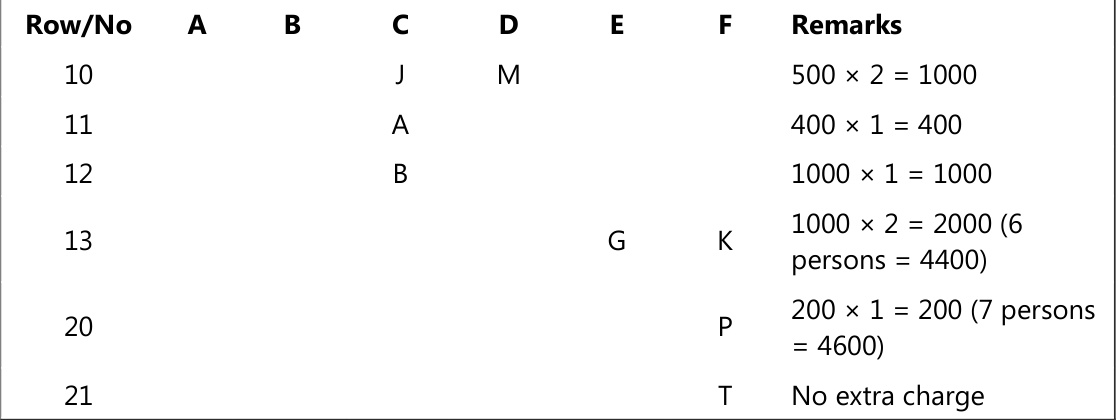 Row/No A B C D E F Remarks
10 J M 500 × 2 = 1000
11 A 400 × 1 = 400
12 B 1000 × 1 = 1000
13 G K 1000 × 2 = 2000 (6
persons = 4400)
20 P 200 × 1 = 200 (7 persons
= 4600)
21 T No extra charge